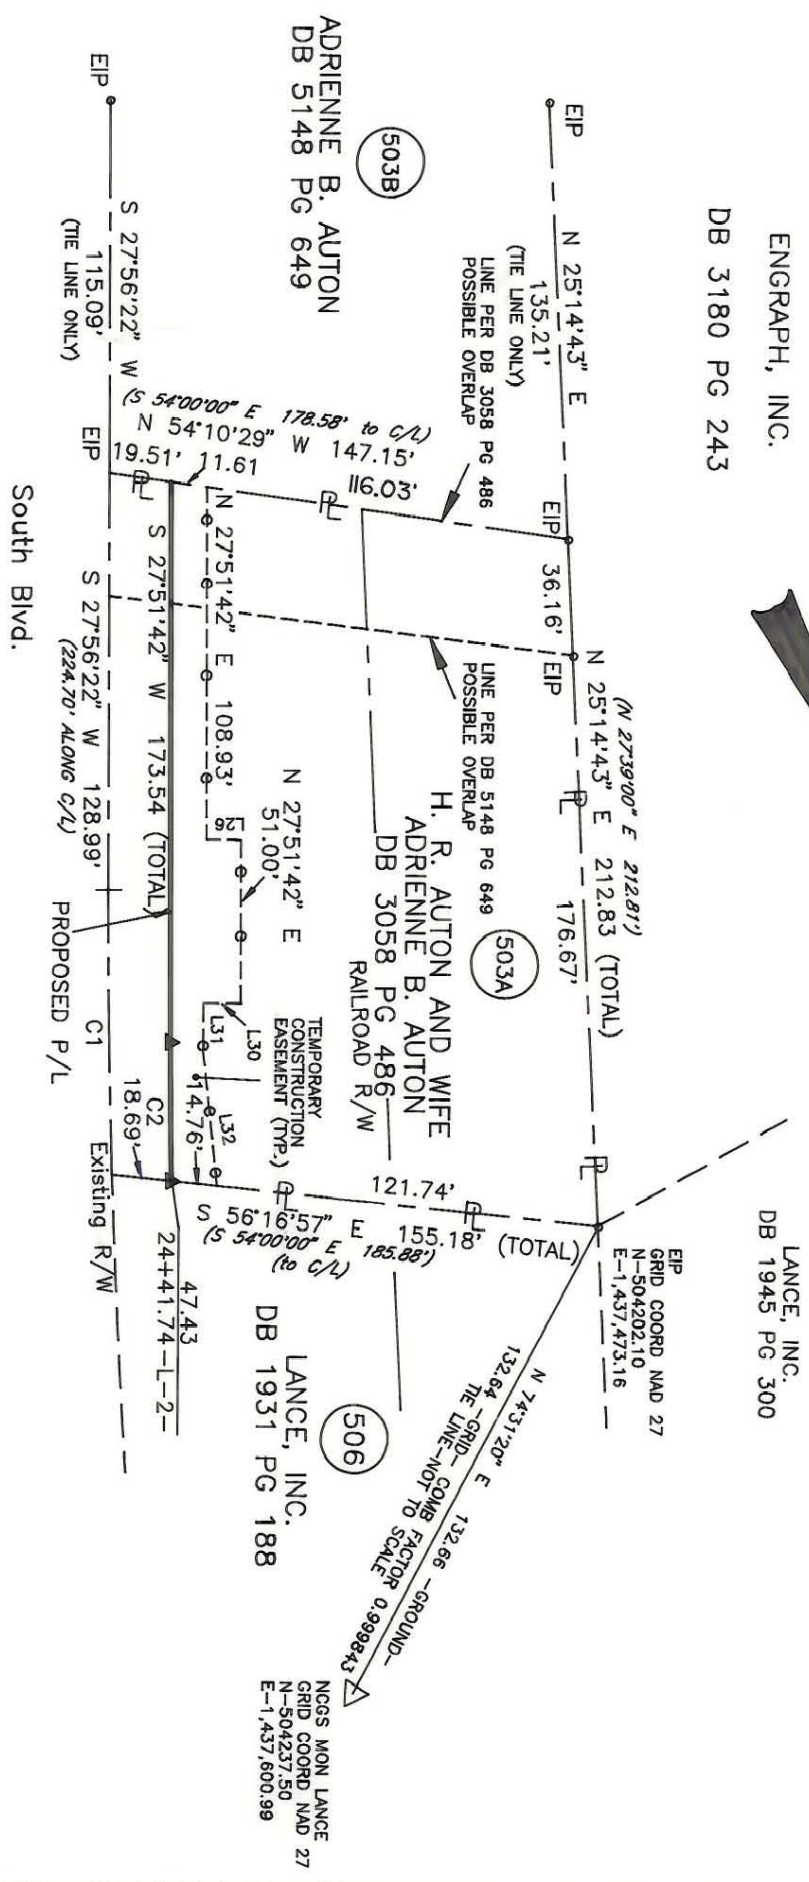 ENGRAPH, INC.
DB 3180 PG 243
LANCE, INC.
DB 1945 PG 300
EIP
N 25°14'43" E
135.21'
(TIE LINE ONLY)
EIP
36.16'
EIP
(N 27°39'00" E 212.81')
N 25°14'43" E 212.83 (TOTAL)
176.67'
PL
PL
EIP
GRID COORD NAD 27
N-504202.10
E-1,437,473.16
LINE PER DB 3058 PG 486
POSSIBLE OVERLAP
LINE PER DB 5148 PG 649
POSSIBLE OVERLAP
503B
ADRIENNE B. AUTON
DB 5148 PG 649
503A
H. R. AUTON AND WIFE
ADRIENNE B. AUTON
DB 3058 PG 486
RAILROAD R/W
N 74°31'20" E 132.66 -GROUND-
132.64 -GRID- COMB FACTOR 0.999843
TIE LINE-NOT TO SCALE
NCGS MON LANCE
GRID COORD NAD 27
N-504237.50
E-1,437,600.99
506
LANCE, INC.
DB 1931 PG 188
(S 54°00'00" E 178.58' to C/L)
N 54°10'29" W 147.15'
19.51' 11.61 116.03'
PL
PL
N 27°51'42" E 108.93'
L29
N 27°51'42" E
51.00'
L30
L31
L32
TEMPORARY
CONSTRUCTION
EASEMENT (TYP.)
14.76'
PL
PL
121.74'
S 56°16'57" E 155.18' (TOTAL)
(S 54°00'00" E 185.88')
(to C/L)
S 27°51'42" W 173.54 (TOTAL)
C2
18.69'
47.43
24+41.74-L-2-
EIP
S 27°56'22" W
115.09'
(TIE LINE ONLY)
EIP
S 27°56'22" W 128.99'
(224.70' ALONG C/L)
C1
Existing R/W
PROPOSED P/L
South Blvd.